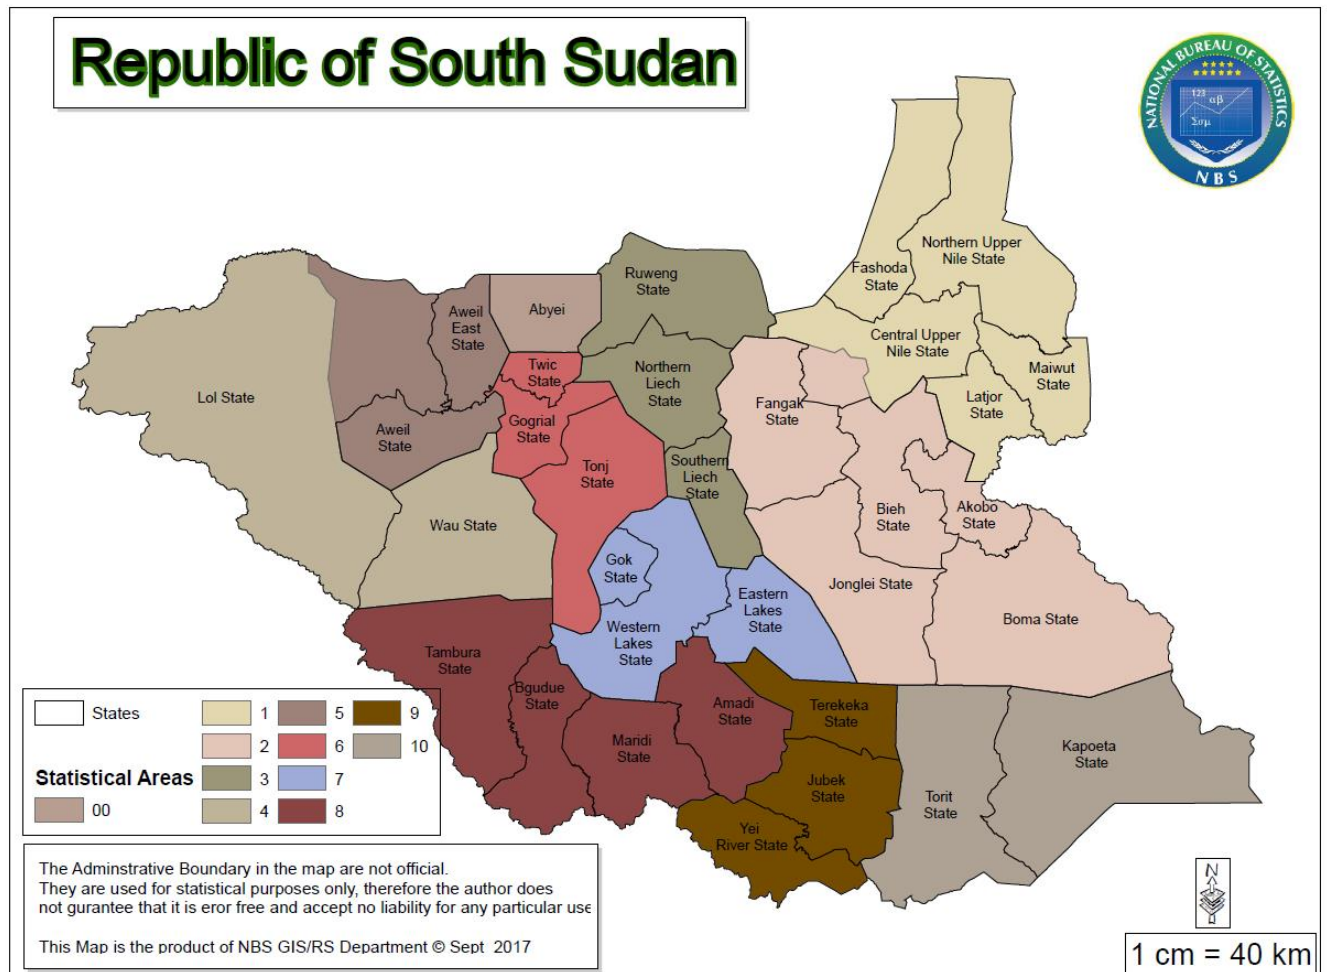 Republic of South Sudan
NATIONAL BUREAU OF STATISTICS
123
αβ
Σσμ
NBS
Northern Upper
Nile State
Fashoda
State
Ruweng
State
Aweil
East
State
Abyei
Central Upper
Nile State
Maiwut
State
Twic
State
Northern
Liech
State
Lol State
Latjor
State
Fangak
State
Gogrial
State
Aweil
State
Tonj
State
Southern
Liech
State
Wau State
Bieh
State
Akobo
State
Gok
State
Eastern
Lakes
State
Jonglei State
Boma State
Western
Lakes
State
Tambura
State
Bgudue
State
Amadi
State
Terekeka
State
Maridi
State
Kapoeta
State
Jubek
State
Torit
State
Yei
River State
States
Statistical Areas
00
1
2
3
4
5
6
7
8
9
10
The Adminstrative Boundary in the map are not official.
They are used for statistical purposes only, therefore the author does
not gurantee that it is eror free and accept no liability for any particular use
This Map is the product of NBS GIS/RS Department © Sept 2017
N
1 cm = 40 km